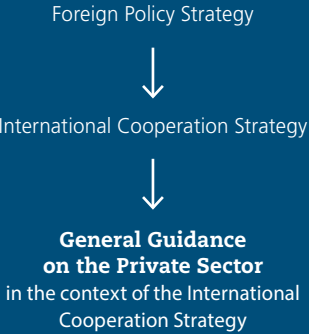 Foreign Policy Strategy
International Cooperation Strategy
General Guidance
on the Private Sector
in the context of the International
Cooperation Strategy